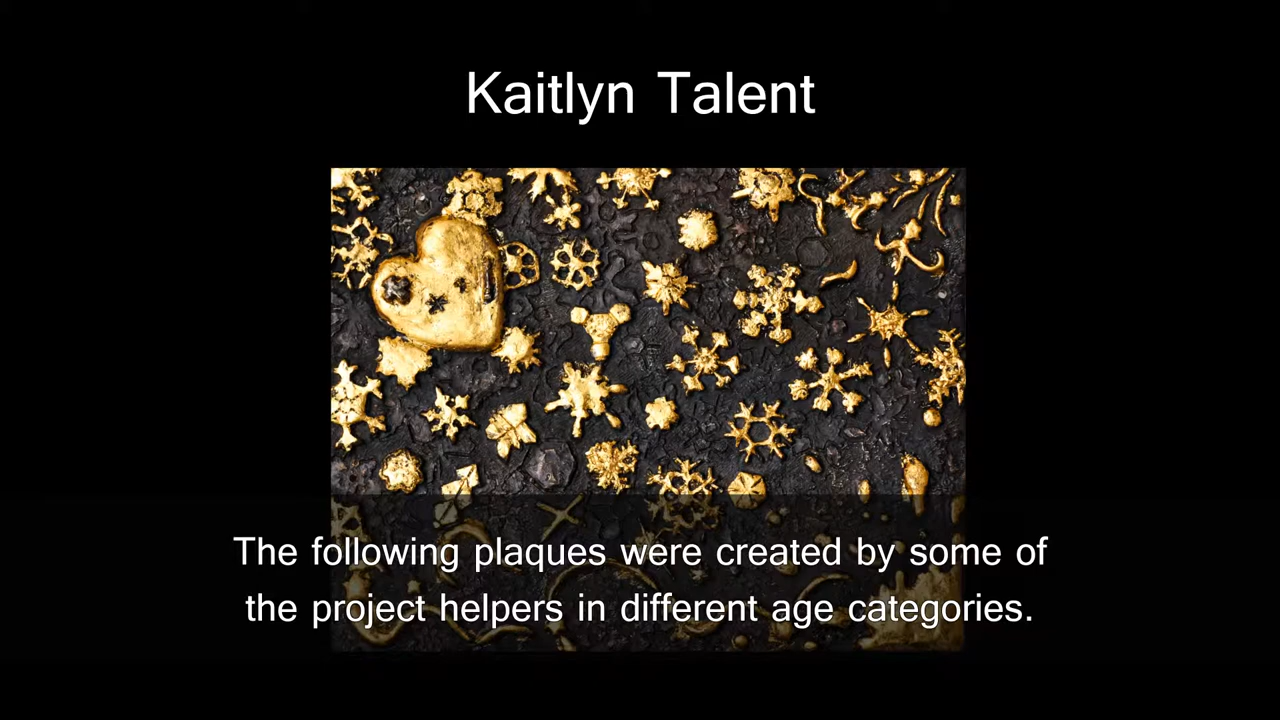 Kaitlyn Talent
The following plaques were created by some of
the project helpers in different age categories.